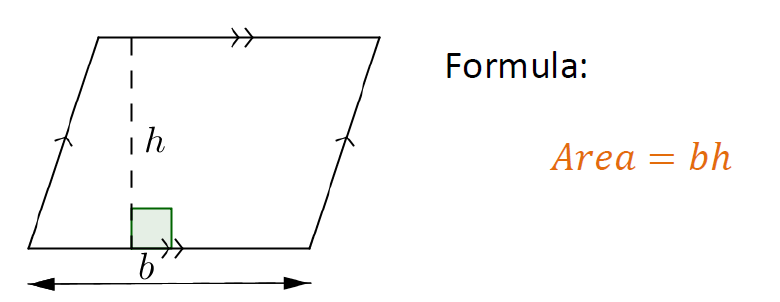 Formula:
h
Area = bh
b